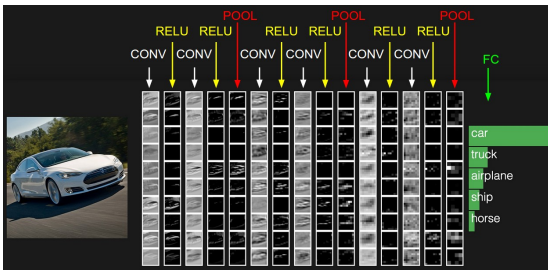 POOL POOL POOL
RELU RELU RELU RELU RELU RELU
CONV CONV CONV CONV CONV CONV
FC
car
truck
airplane
ship
horse